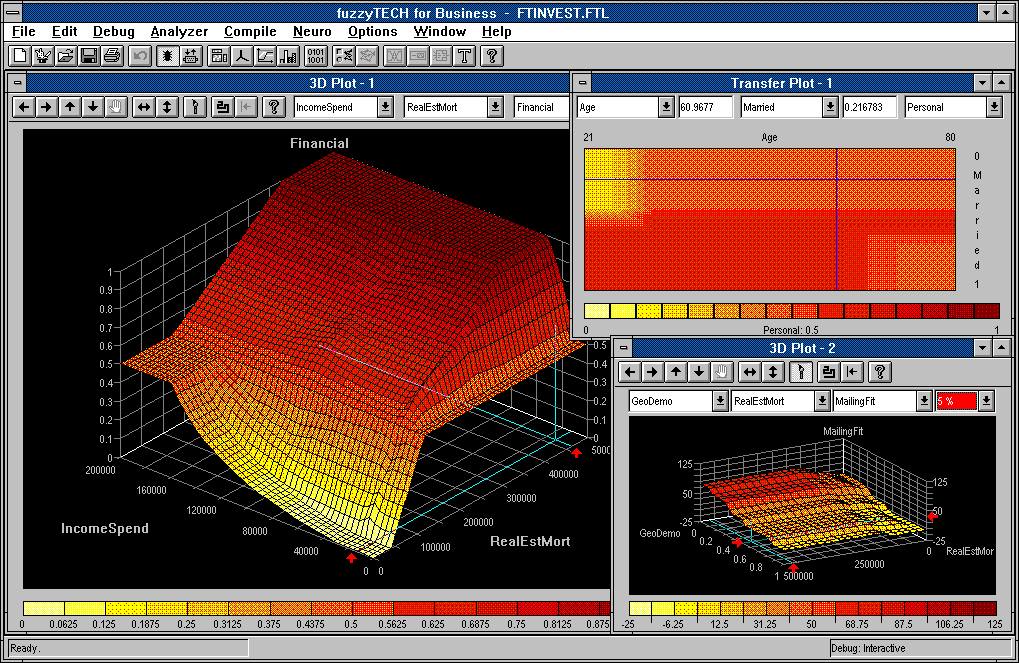 fuzzyTECH for Business - FTINVEST.FTL
File Edit Debug Analyzer Compile Neuro Options Window Help
0101
1001
T ?
3D Plot - 1
IncomeSpend RealEstMort Financial
Financial
1
0.9
0.8
0.7
0.6
0.5
0.4
0.3
0.2
0.1
0
200000
160000
120000
80000
40000
0 0
IncomeSpend
100000
200000
300000
400000
5000
RealEstMort
0.5
0.4
0.3
0.2
0.1
0
0 0.0625 0.125 0.1875 0.25 0.3125 0.375 0.4375 0.5 0.5625 0.625 0.6875 0.75 0.8125 0.875
Transfer Plot - 1
Age 60.9677 Married 0.216783 Personal
21 Age 80
0
Married
1
0 Personal: 0.5 1
3D Plot - 2
GeoDemo RealEstMort MailingFit 5 %
MailingFit
125
50
-25
125
50
-25
GeoDemo
0
0.2
0.4
0.6
0.8
1 500000
250000
0
RealEstMor
-25 -6.25 12.5 31.25 50 68.75 87.5 106.25 125
Ready. Debug: Interactive